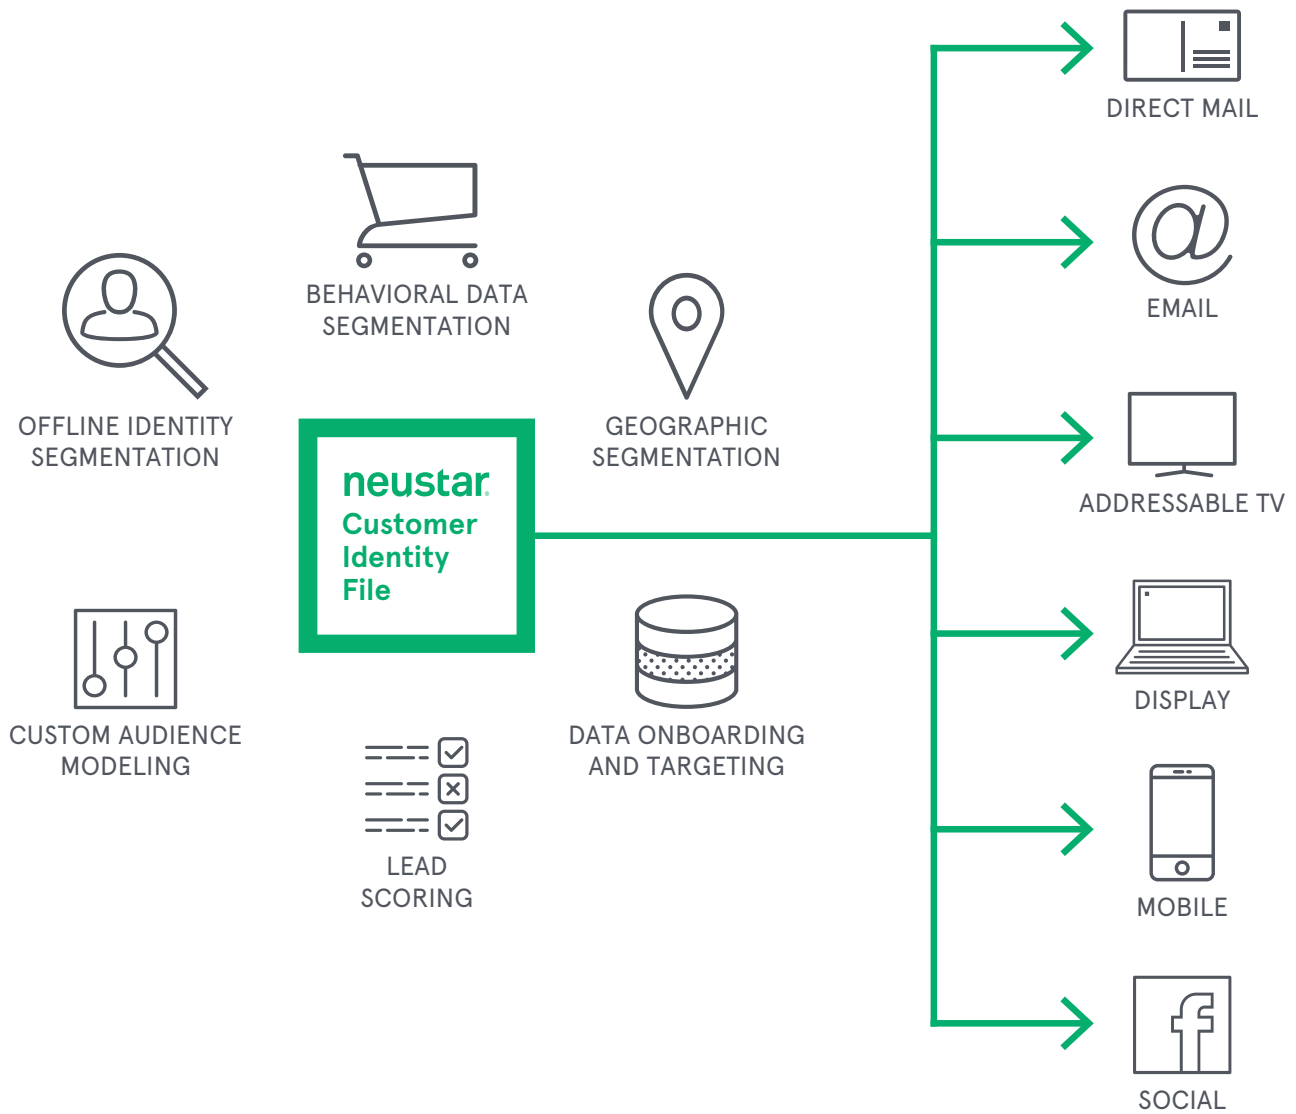 OFFLINE IDENTITY
SEGMENTATION
BEHAVIORAL DATA
SEGMENTATION
GEOGRAPHIC
SEGMENTATION
neustar
Customer
Identity
File
CUSTOM AUDIENCE
MODELING
LEAD
SCORING
DATA ONBOARDING
AND TARGETING
DIRECT MAIL
@
EMAIL
ADDRESSABLE TV
DISPLAY
MOBILE
f
SOCIAL